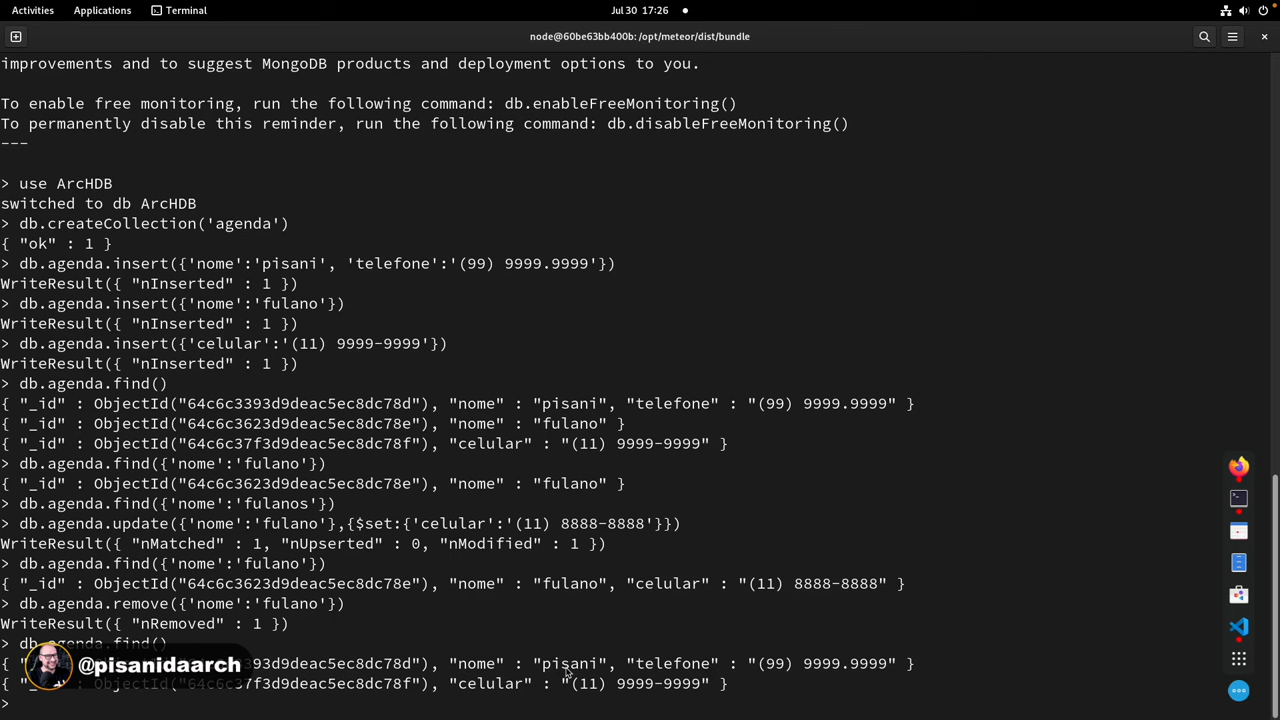 Activities Applications Terminal Jul 30 17:26
node@60be63bb400b: /opt/meteor/dist/bundle
improvements and to suggest MongoDB products and deployment options to you.
To enable free monitoring, run the following command: db.enableFreeMonitoring()
To permanently disable this reminder, run the following command: db.disableFreeMonitoring()
---
> use ArcHDB
switched to db ArcHDB
> db.createCollection('agenda')
{ "ok" : 1 }
> db.agenda.insert({'nome':'pisani', 'telefone':'(99) 9999.9999'})
WriteResult({ "nInserted" : 1 })
> db.agenda.insert({'nome':'fulano'})
WriteResult({ "nInserted" : 1 })
> db.agenda.insert({'celular':'(11) 9999-9999'})
WriteResult({ "nInserted" : 1 })
> db.agenda.find()
{ "_id" : ObjectId("64c6c3393d9deac5ec8dc78d"), "nome" : "pisani", "telefone" : "(99) 9999.9999" }
{ "_id" : ObjectId("64c6c3623d9deac5ec8dc78e"), "nome" : "fulano" }
{ "_id" : ObjectId("64c6c37f3d9deac5ec8dc78f"), "celular" : "(11) 9999-9999" }
> db.agenda.find({'nome':'fulano'})
{ "_id" : ObjectId("64c6c3623d9deac5ec8dc78e"), "nome" : "fulano" }
> db.agenda.find({'nome':'fulanos'})
> db.agenda.update({'nome':'fulano'},{$set:{'celular':'(11) 8888-8888'}})
WriteResult({ "nMatched" : 1, "nUpserted" : 0, "nModified" : 1 })
> db.agenda.find({'nome':'fulano'})
{ "_id" : ObjectId("64c6c3623d9deac5ec8dc78e"), "nome" : "fulano", "celular" : "(11) 8888-8888" }
> db.agenda.remove({'nome':'fulano'})
WriteResult({ "nRemoved" : 1 })
> db.agenda.find()
{ 393d9deac5ec8dc78d"), "nome" : "pisani", "telefone" : "(99) 9999.9999" }
@pisanidaarch
{ "_id" : ObjectId("64c6c37f3d9deac5ec8dc78f"), "celular" : "(11) 9999-9999" }
>